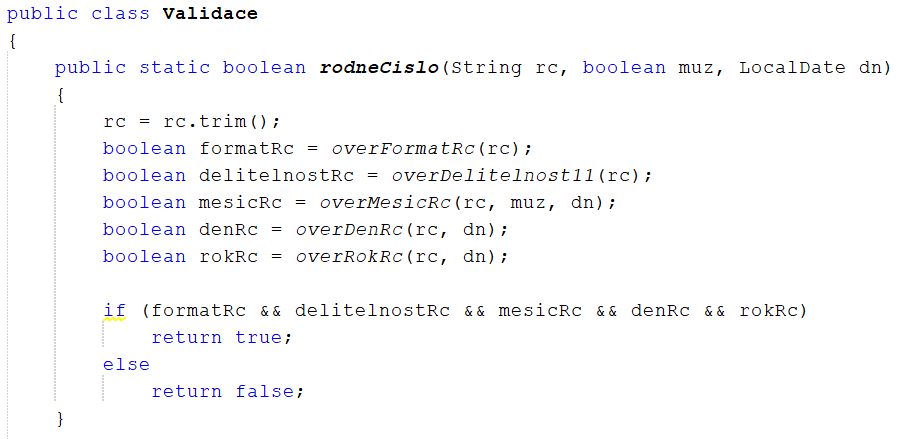 public class Validace
{
public static boolean rodneCislo(String rc, boolean muz, LocalDate dn)
{
rc = rc.trim();
boolean formatRc = overFormatRc(rc);
boolean delitelnostRc = overDelitelnost11(rc);
boolean mesicRc = overMesicRc(rc, muz, dn);
boolean denRc = overDenRc(rc, dn);
boolean rokRc = overRokRc(rc, dn);
if (formatRc && delitelnostRc && mesicRc && denRc && rokRc)
return true;
else
return false;
}